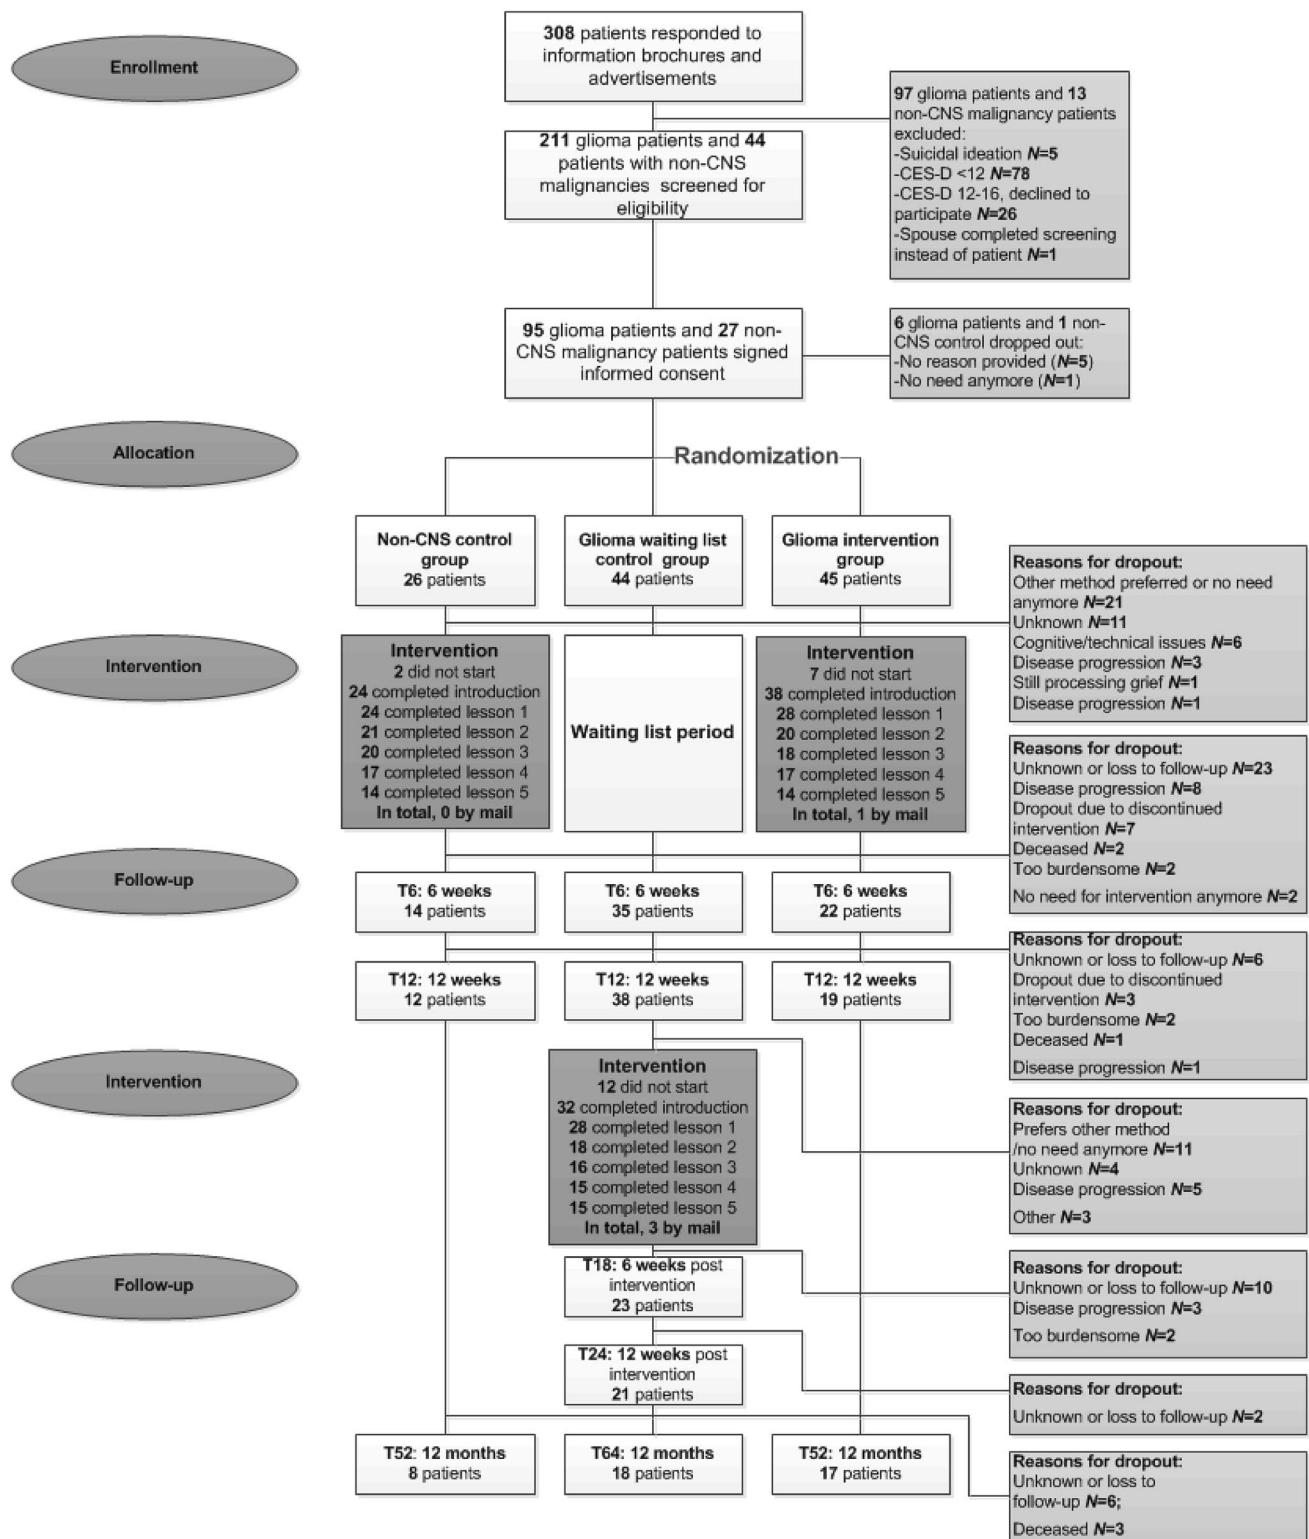 Enrollment
308 patients responded to
information brochures and
advertisements
97 glioma patients and 13
non-CNS malignancy patients
excluded:
-Suicidal ideation N=5
-CES-D <12 N=78
-CES-D 12-16, declined to
participate N=26
-Spouse completed screening
instead of patient N=1
211 glioma patients and 44
patients with non-CNS
malignancies screened for
eligibility
95 glioma patients and 27 non-
CNS malignancy patients signed
informed consent
6 glioma patients and 1 non-
CNS control dropped out:
-No reason provided (N=5)
-No need anymore (N=1)
Allocation
Randomization
Non-CNS control
group
26 patients
Glioma waiting list
control group
44 patients
Glioma intervention
group
45 patients
Reasons for dropout:
Other method preferred or no need
anymore N=21
Unknown N=11
Cognitive/technical issues N=6
Disease progression N=3
Still processing grief N=1
Disease progression N=1
Intervention
Intervention
2 did not start
24 completed introduction
24 completed lesson 1
21 completed lesson 2
20 completed lesson 3
17 completed lesson 4
14 completed lesson 5
In total, 0 by mail
Waiting list period
Intervention
7 did not start
38 completed introduction
28 completed lesson 1
20 completed lesson 2
18 completed lesson 3
17 completed lesson 4
14 completed lesson 5
In total, 1 by mail
Reasons for dropout:
Unknown or loss to follow-up N=23
Disease progression N=8
Dropout due to discontinued
intervention N=7
Deceased N=2
Too burdensome N=2
No need for intervention anymore N=2
Follow-up
T6: 6 weeks
14 patients
T6: 6 weeks
35 patients
T6: 6 weeks
22 patients
Reasons for dropout:
Unknown or loss to follow-up N=6
Dropout due to discontinued
intervention N=3
Too burdensome N=2
Deceased N=1
Disease progression N=1
T12: 12 weeks
12 patients
T12: 12 weeks
38 patients
T12: 12 weeks
19 patients
Intervention
Intervention
12 did not start
32 completed introduction
28 completed lesson 1
18 completed lesson 2
16 completed lesson 3
15 completed lesson 4
15 completed lesson 5
In total, 3 by mail
Reasons for dropout:
Prefers other method
/no need anymore N=11
Unknown N=4
Disease progression N=5
Other N=3
Follow-up
T18: 6 weeks post
intervention
23 patients
Reasons for dropout:
Unknown or loss to follow-up N=10
Disease progression N=3
Too burdensome N=2
T24: 12 weeks post
intervention
21 patients
Reasons for dropout:
Unknown or loss to follow-up N=2
T52: 12 months
8 patients
T64: 12 months
18 patients
T52: 12 months
17 patients
Reasons for dropout:
Unknown or loss to
follow-up N=6;
Deceased N=3